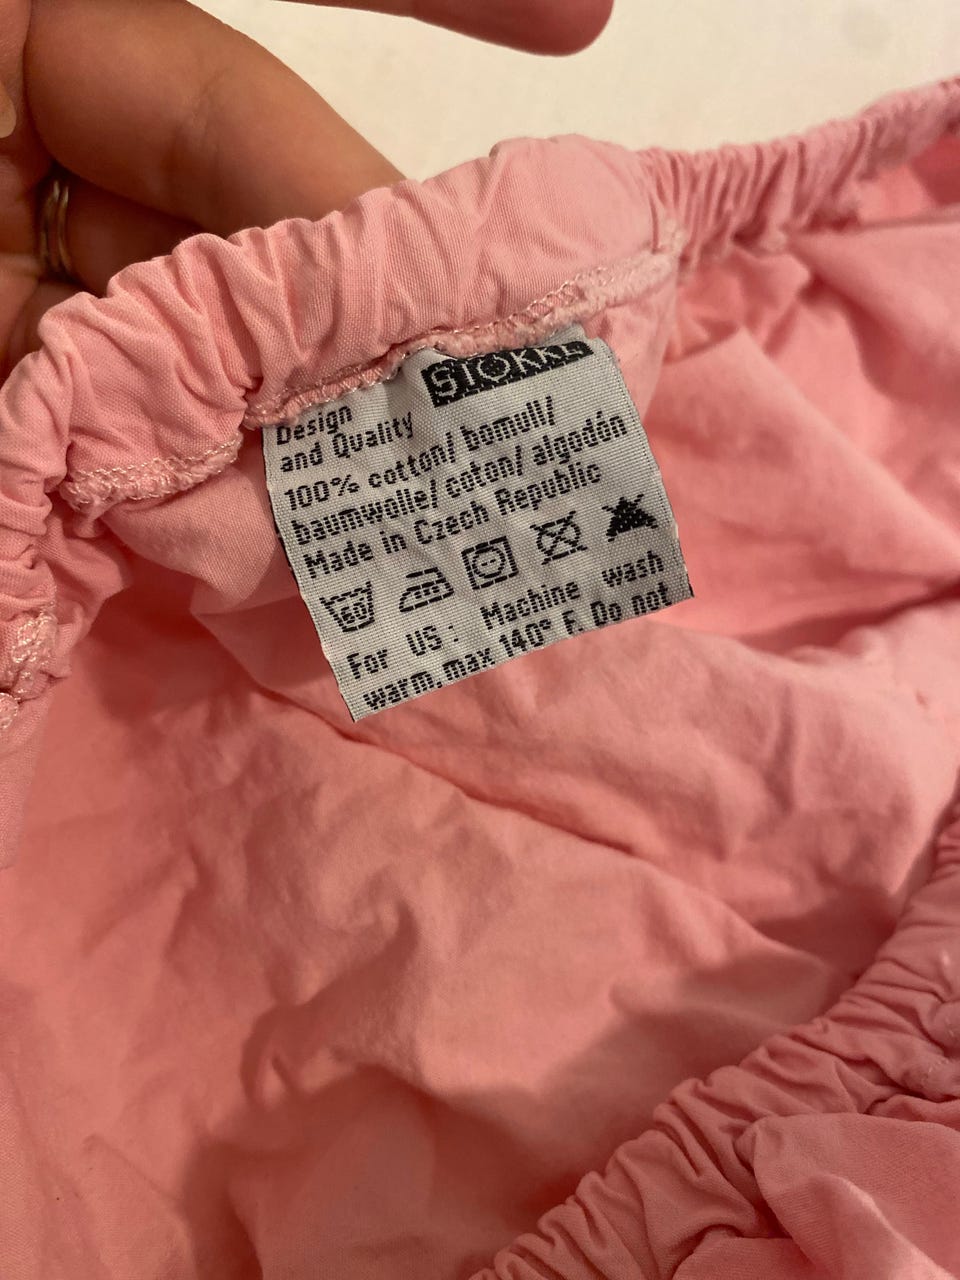 STOKKE
Design
and Quality
100% cotton/ bomull/
baumwolle/ coton/ algodón
Made in Czech Republic
60
For US: Machine wash
warm, max 140° F. Do not